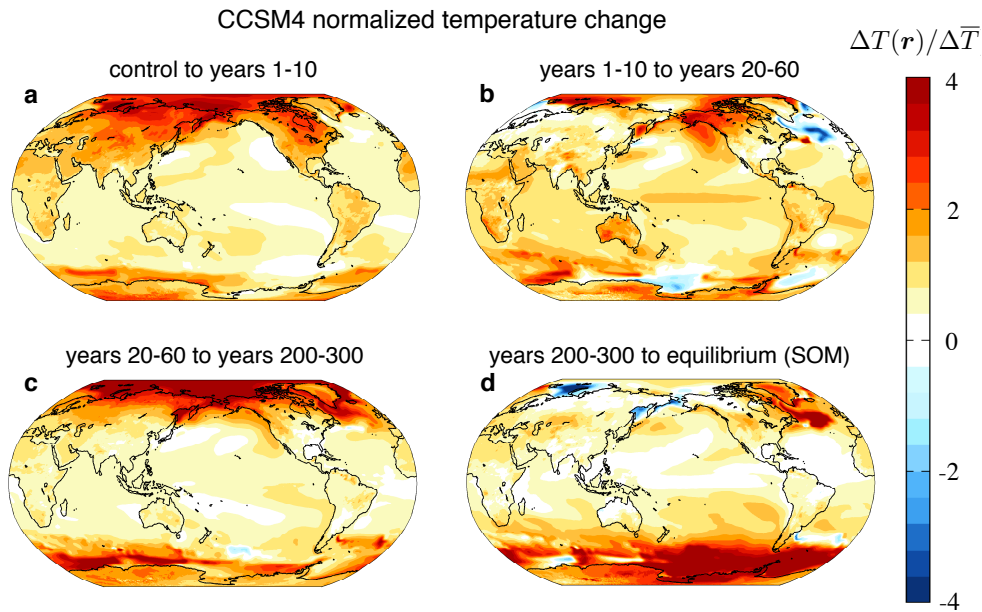 CCSM4 normalized temperature change
ΔT(r)/ΔT̅
control to years 1-10
years 1-10 to years 20-60
a
b
years 20-60 to years 200-300
years 200-300 to equilibrium (SOM)
c
d
4
2
0
-2
-4